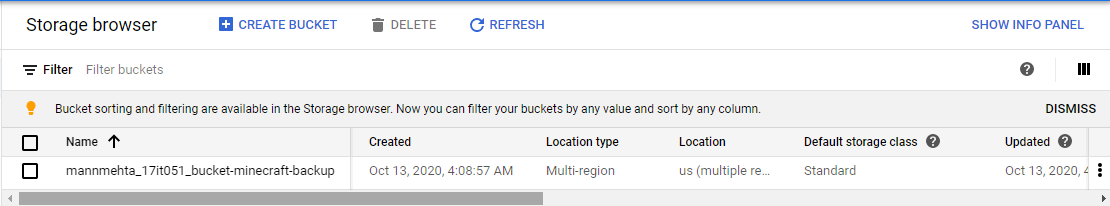 Storage browser CREATE BUCKET DELETE REFRESH SHOW INFO PANEL
Filter Filter buckets
Bucket sorting and filtering are available in the Storage browser. Now you can filter your buckets by any value and sort by any column. DISMISS
Name Created Location type Location Default storage class Updated
mannmehta_17it051_bucket-minecraft-backup Oct 13, 2020, 4:08:57 AM Multi-region us (multiple re... Standard Oct 13, 2020, 4